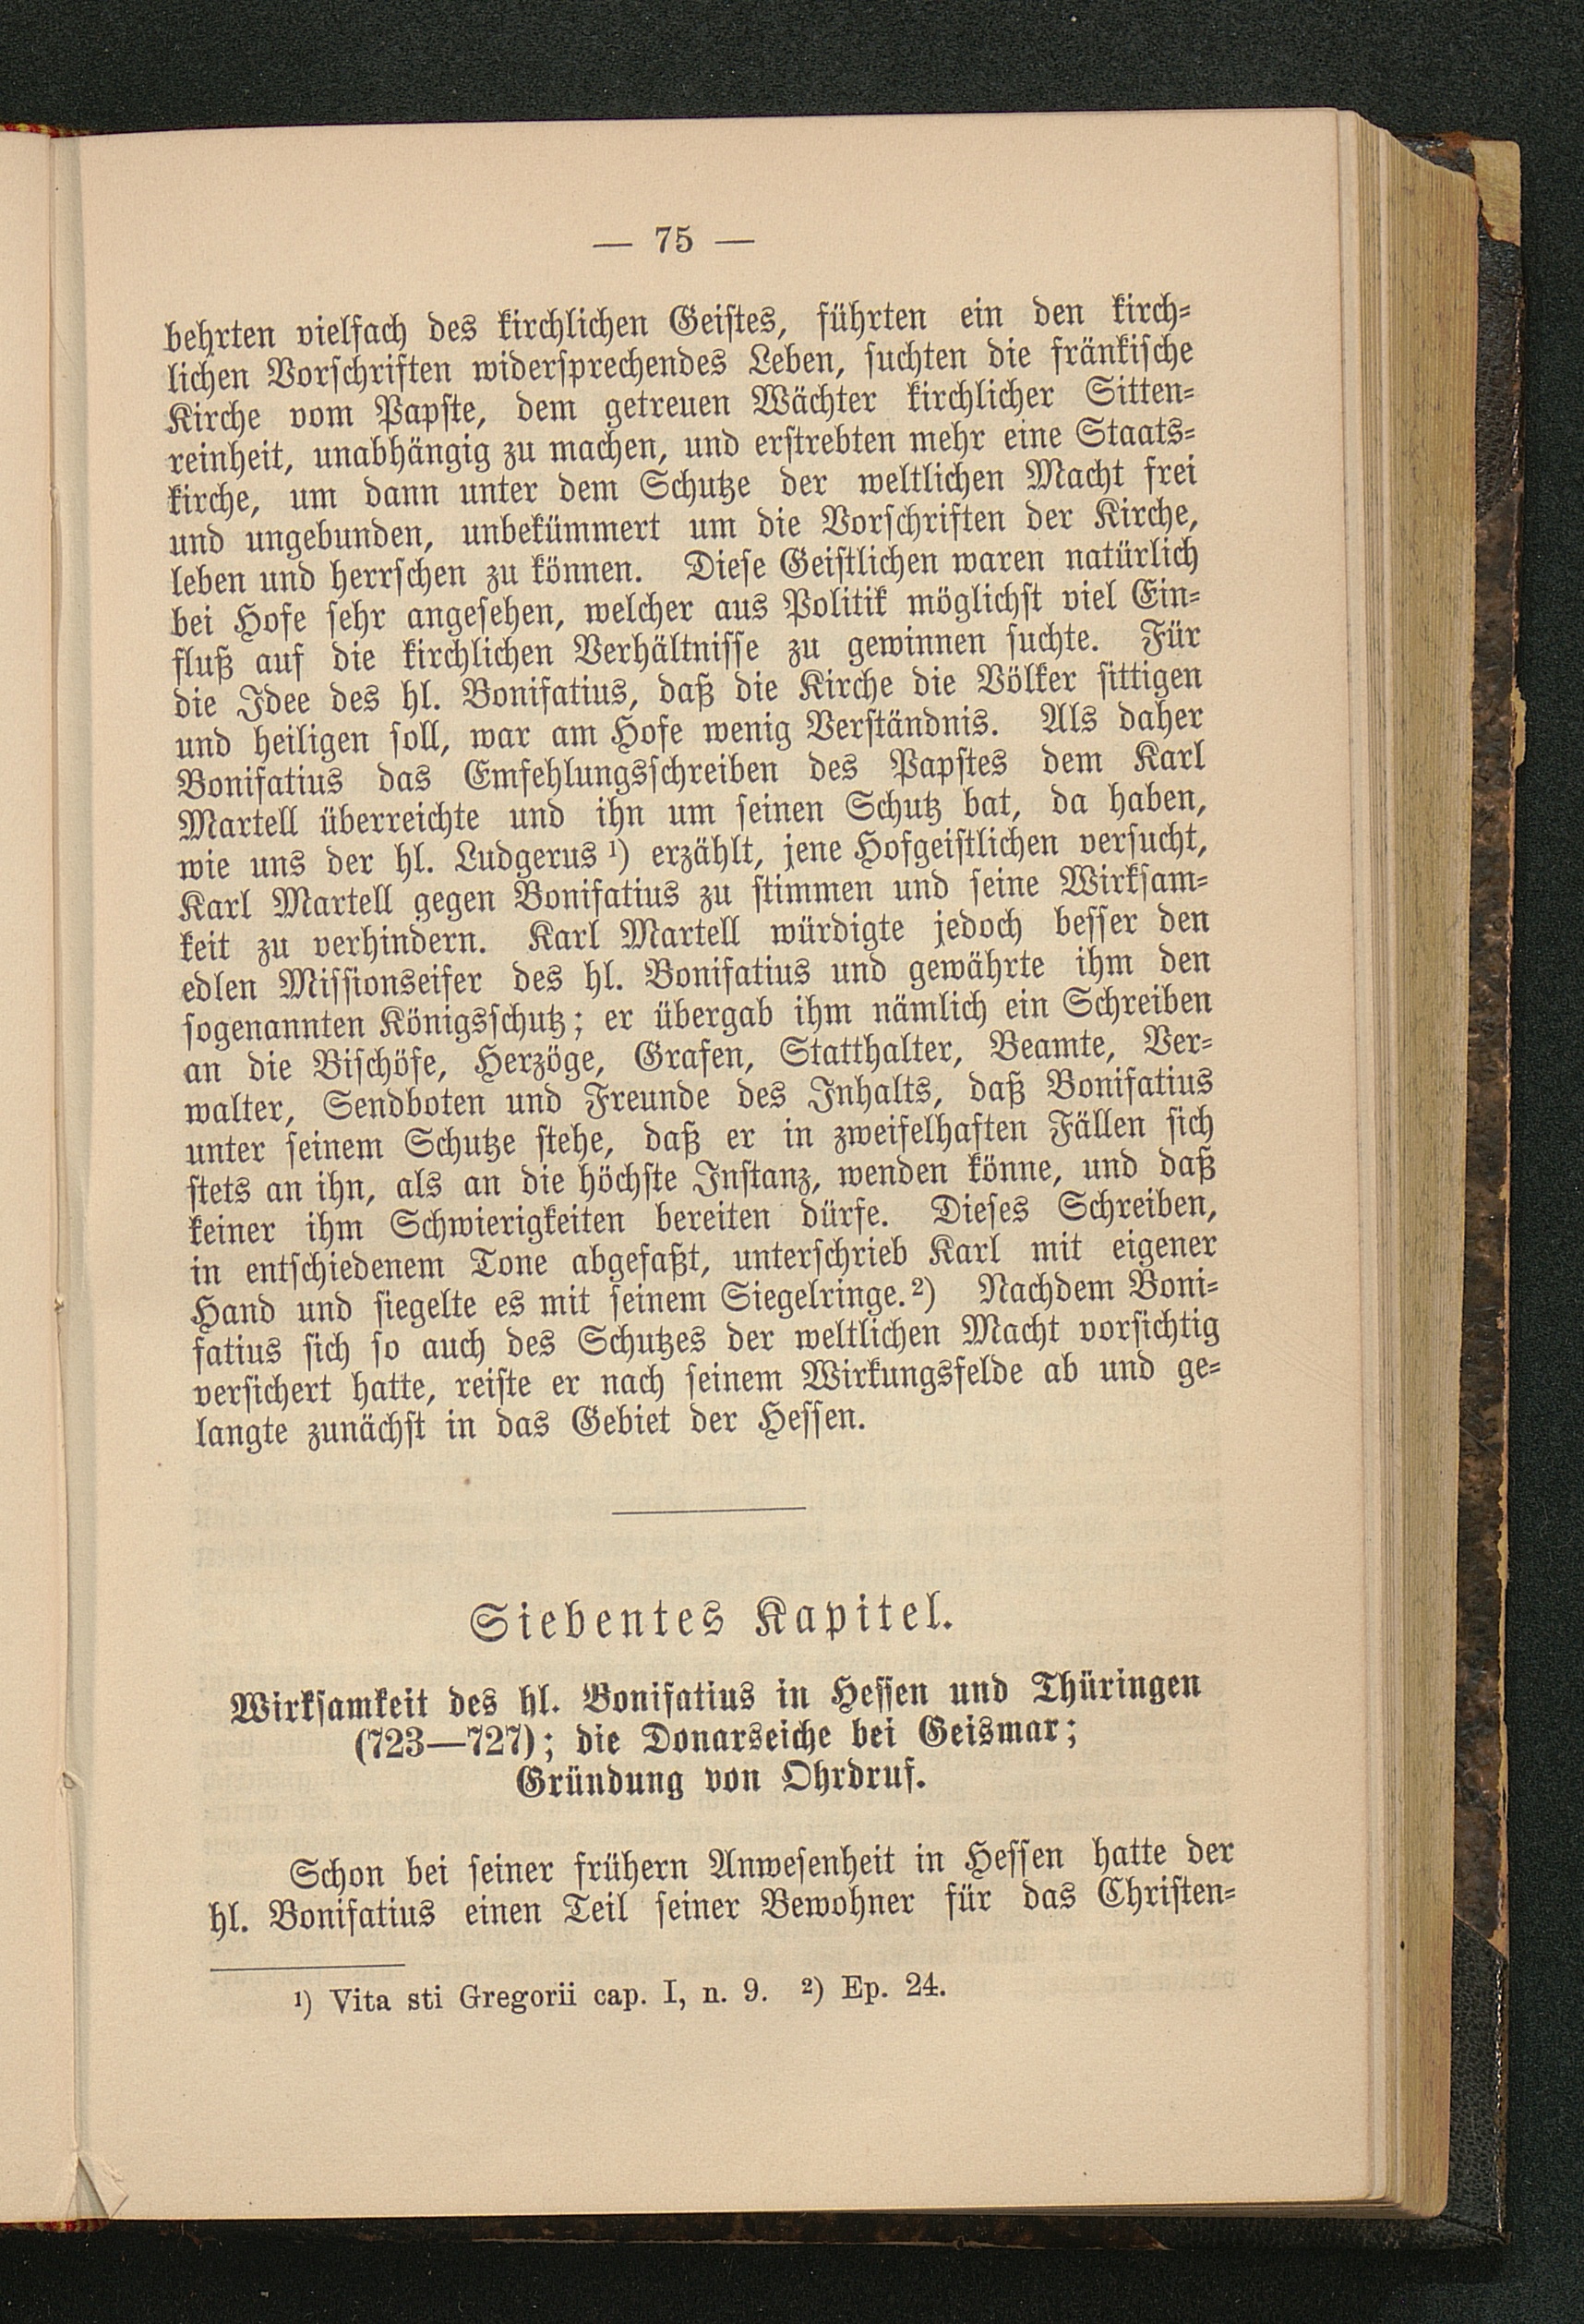 — 75 —
behrten vielfach des kirchlichen Geistes, führten ein den kirch-
lichen Vorschriften widersprechendes Leben, suchten die fränkische
Kirche vom Papste, dem getreuen Wächter kirchlicher Sitten-
reinheit, unabhängig zu machen, und erstrebten mehr eine Staats-
kirche, um dann unter dem Schutze der weltlichen Macht frei
und ungebunden, unbekümmert um die Vorschriften der Kirche,
leben und herrschen zu können. Diese Geistlichen waren natürlich
bei Hofe sehr angesehen, welcher aus Politik möglichst viel Ein-
fluß auf die kirchlichen Verhältnisse zu gewinnen suchte. Für
die Idee des hl. Bonifatius, daß die Kirche die Völker sittigen
und heiligen soll, war am Hofe wenig Verständnis. Als daher
Bonifatius das Emfehlungsschreiben des Papstes dem Karl
Martell überreichte und ihn um seinen Schutz bat, da haben,
wie uns der hl. Ludgerus ¹) erzählt, jene Hofgeistlichen versucht,
Karl Martell gegen Bonifatius zu stimmen und seine Wirksam-
keit zu verhindern. Karl Martell würdigte jedoch besser den
edlen Missionseifer des hl. Bonifatius und gewährte ihm den
sogenannten Königsschutz; er übergab ihm nämlich ein Schreiben
an die Bischöfe, Herzöge, Grafen, Statthalter, Beamte, Ver-
walter, Sendboten und Freunde des Inhalts, daß Bonifatius
unter seinem Schutze stehe, daß er in zweifelhaften Fällen sich
stets an ihn, als an die höchste Instanz, wenden könne, und daß
keiner ihm Schwierigkeiten bereiten dürfe. Dieses Schreiben,
in entschiedenem Tone abgefaßt, unterschrieb Karl mit eigener
Hand und siegelte es mit seinem Siegelringe.²) Nachdem Boni-
fatius sich so auch des Schutzes der weltlichen Macht vorsichtig
versichert hatte, reiste er nach seinem Wirkungsfelde ab und ge-
langte zunächst in das Gebiet der Hessen.
Siebentes Kapitel.
Wirksamkeit des hl. Bonifatius in Hessen und Thüringen
(723—727); die Donarseiche bei Geismar;
Gründung von Ohrdruf.
Schon bei seiner frühern Anwesenheit in Hessen hatte der
hl. Bonifatius einen Teil seiner Bewohner für das Christen-
¹) Vita sti Gregorii cap. I, n. 9. ²) Ep. 24.